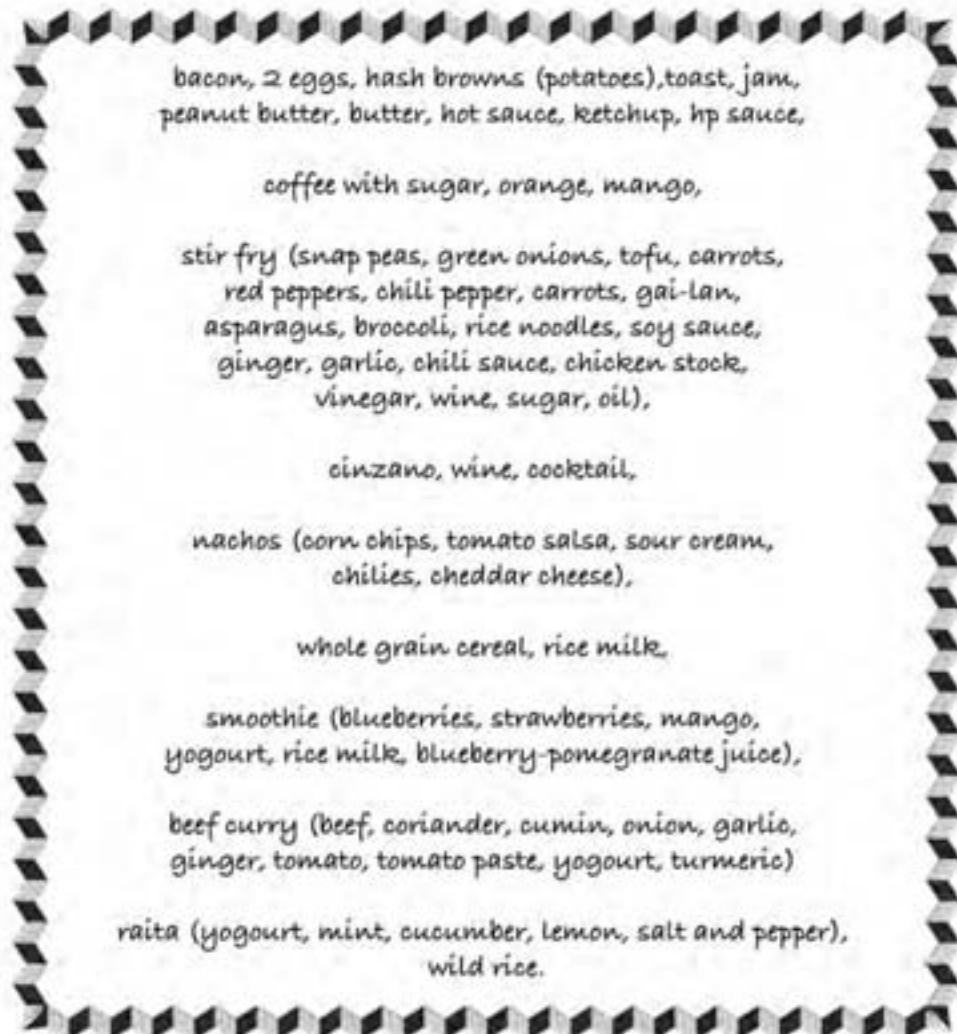 bacon, 2 eggs, hash browns (potatoes),toast, jam,
peanut butter, butter, hot sauce, ketchup, hp sauce,
coffee with sugar, orange, mango,
stir fry (snap peas, green onions, tofu, carrots,
red peppers, chili pepper, carrots, gai-lan,
asparagus, broccoli, rice noodles, soy sauce,
ginger, garlic, chili sauce, chicken stock,
vinegar, wine, sugar, oil),
cinzano, wine, cocktail,
nachos (corn chips, tomato salsa, sour cream,
chilies, cheddar cheese),
whole grain cereal, rice milk,
smoothie (blueberries, strawberries, mango,
yogourt, rice milk, blueberry-pomegranate juice),
beef curry (beef, coriander, cumin, onion, garlic,
ginger, tomato, tomato paste, yogourt, turmeric)
raita (yogourt, mint, cucumber, lemon, salt and pepper),
wild rice.